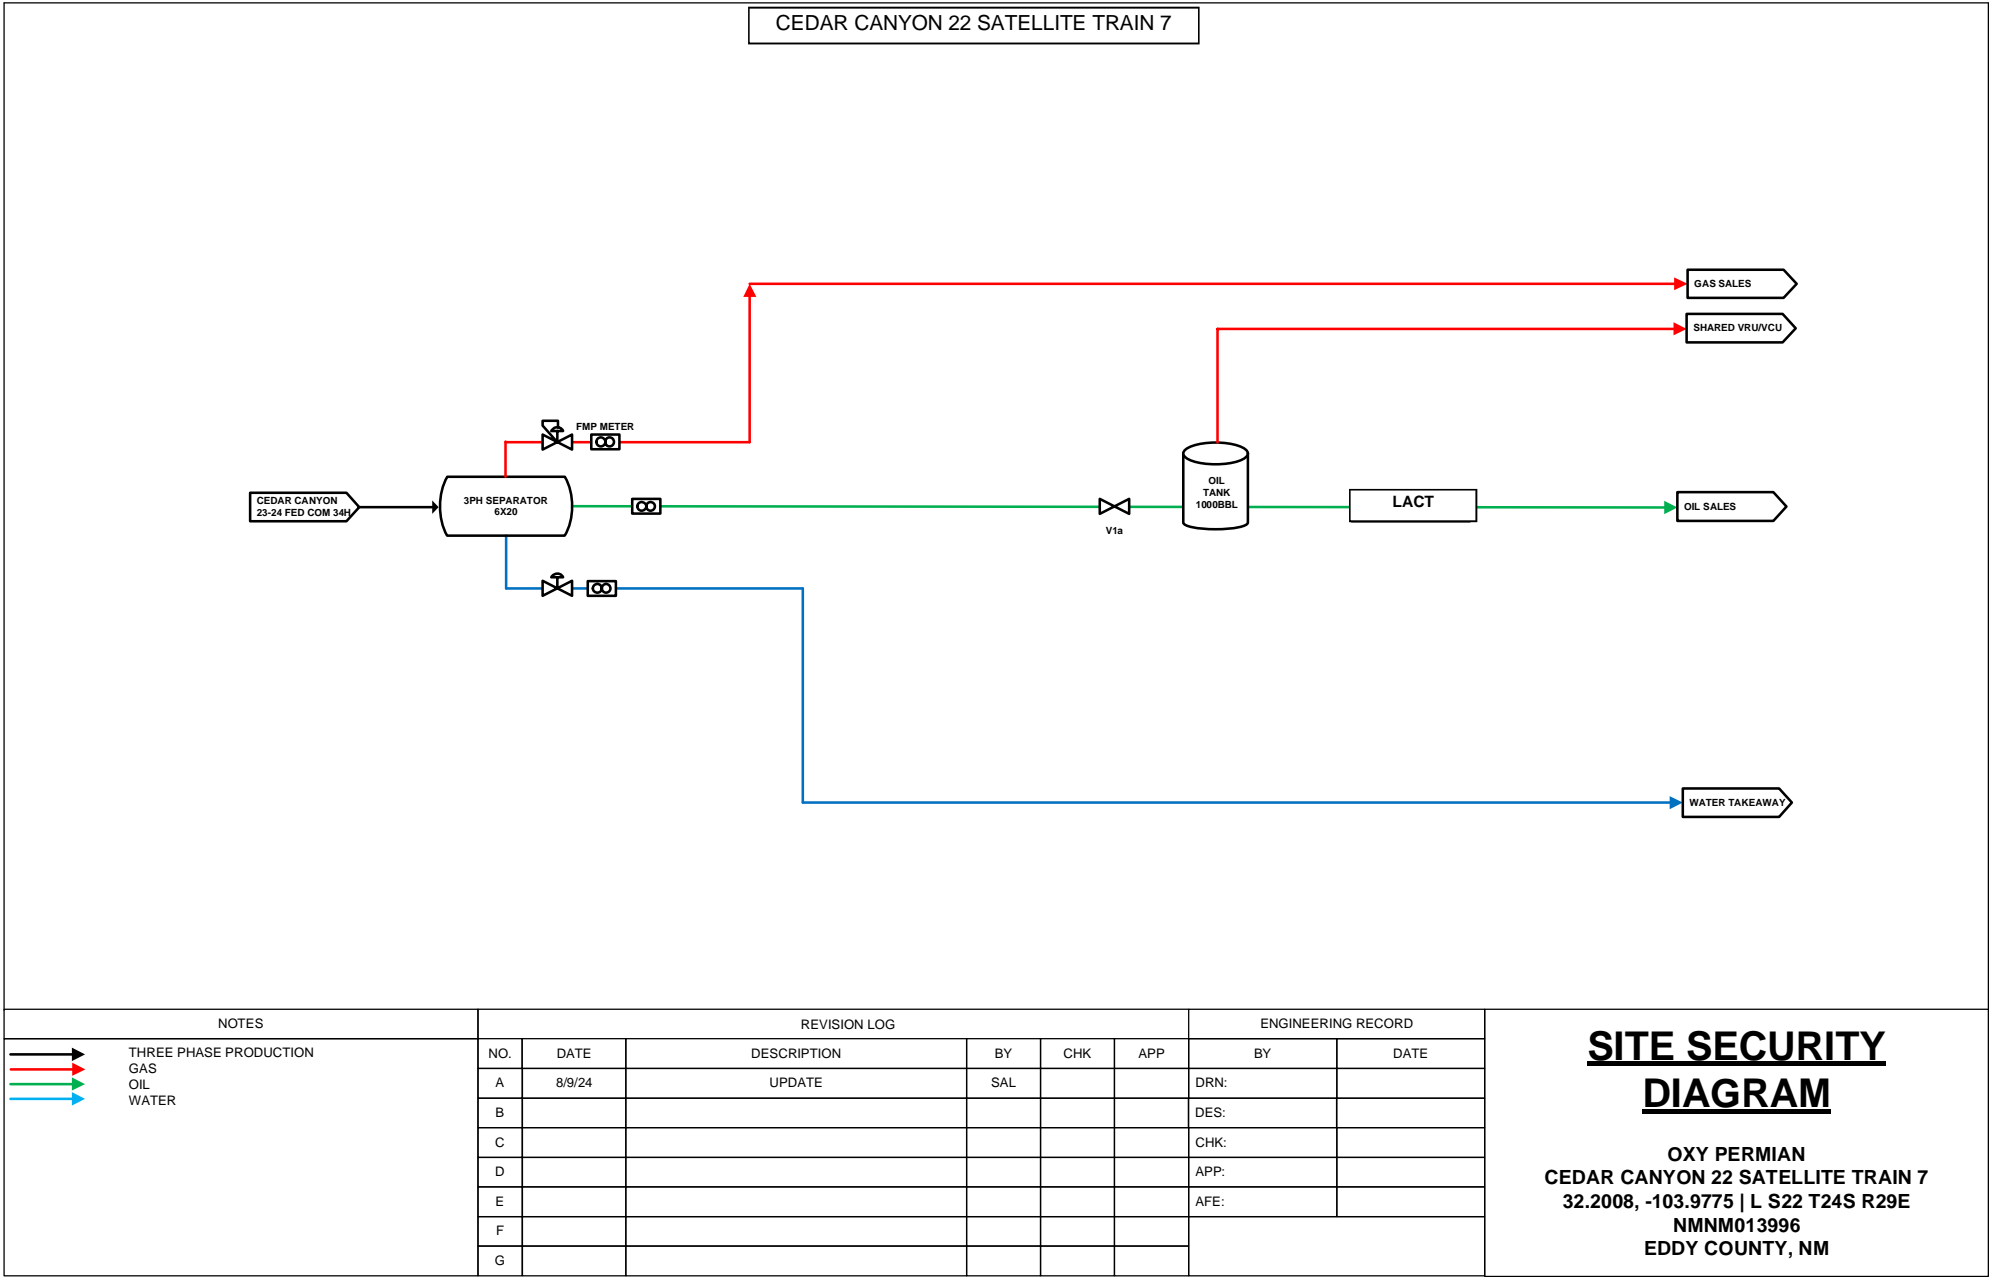 CEDAR CANYON 22 SATELLITE TRAIN 7
GAS SALES
SHARED VRU/VCU
FMP METER
CEDAR CANYON
23-24 FED COM 34H
3PH SEPARATOR
6X20
V1a
OIL
TANK
1000BBL
LACT
OIL SALES
WATER TAKEAWAY
NOTES
THREE PHASE PRODUCTION
GAS
OIL
WATER
REVISION LOG
NO. DATE DESCRIPTION BY CHK APP
A 8/9/24 UPDATE SAL
B
C
D
E
F
G
ENGINEERING RECORD
BY DATE
DRN:
DES:
CHK:
APP:
AFE:
SITE SECURITY
DIAGRAM
OXY PERMIAN
CEDAR CANYON 22 SATELLITE TRAIN 7
32.2008, -103.9775 | L S22 T24S R29E
NMNM013996
EDDY COUNTY, NM